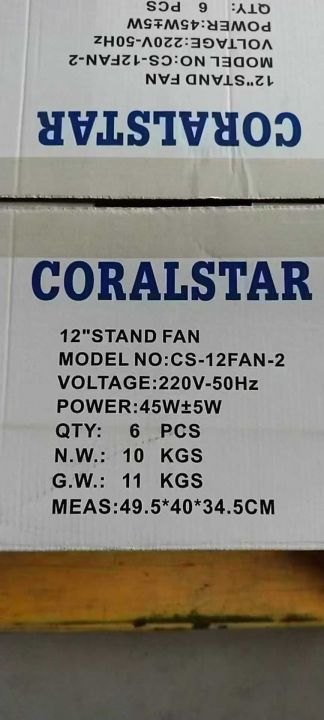 QTY: 6 PCS
POWER:45W±5W
VOLTAGE:220V-50Hz
MODEL NO:CS-12FAN-2
12"STAND FAN
CORALSTAR
CORALSTAR
12"STAND FAN
MODEL NO:CS-12FAN-2
VOLTAGE:220V-50Hz
POWER:45W±5W
QTY: 6 PCS
N.W.: 10 KGS
G.W.: 11 KGS
MEAS:49.5*40*34.5CM